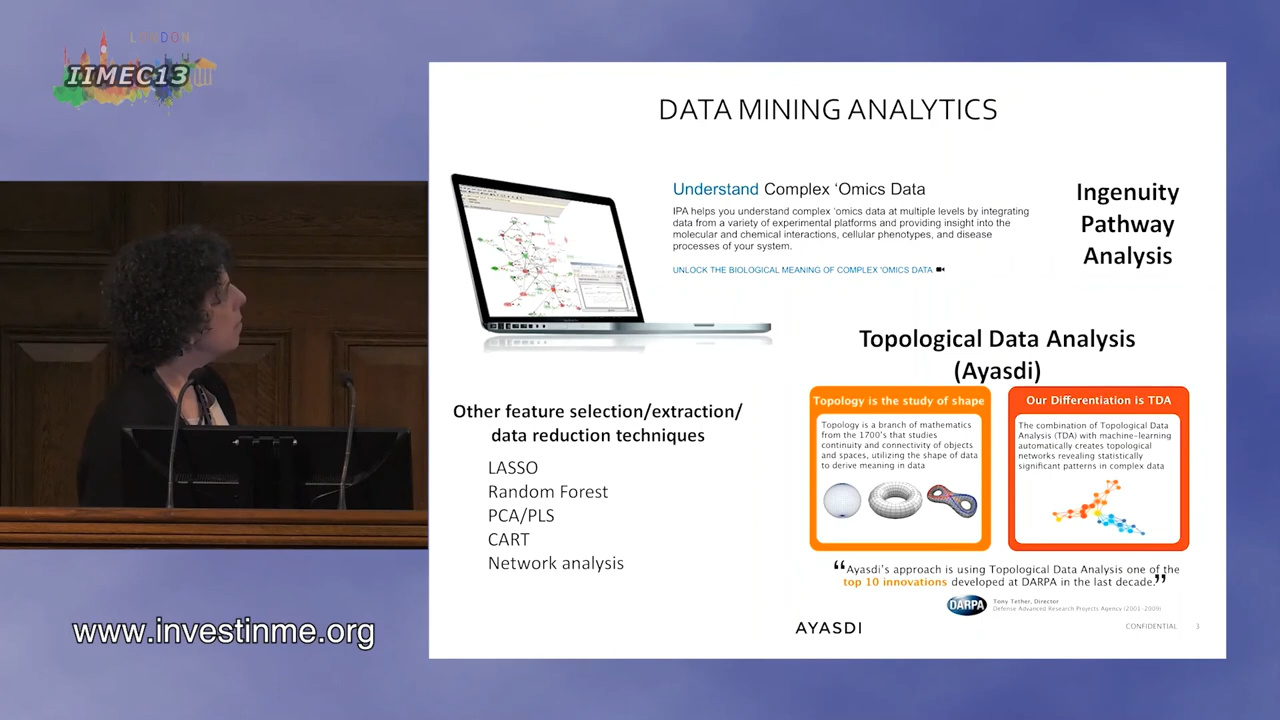 LONDON
IIMEC13
DATA MINING ANALYTICS
Understand Complex ‘Omics Data
IPA helps you understand complex ‘omics data at multiple levels by integrating
data from a variety of experimental platforms and providing insight into the
molecular and chemical interactions, cellular phenotypes, and disease
processes of your system.
UNLOCK THE BIOLOGICAL MEANING OF COMPLEX ‘OMICS DATA
Ingenuity
Pathway
Analysis
Topological Data Analysis
(Ayasdi)
Other feature selection/extraction/
data reduction techniques
LASSO
Random Forest
PCA/PLS
CART
Network analysis
Topology is the study of shape
Topology is a branch of mathematics
from the 1700's that studies
continuity and connectivity of objects
and spaces, utilizing the shape of data
to derive meaning in data
Our Differentiation is TDA
The combination of Topological Data
Analysis (TDA) with machine-learning
automatically creates topological
networks revealing statistically
significant patterns in complex data
“Ayasdi's approach is using Topological Data Analysis one of the
top 10 innovations developed at DARPA in the last decade.”
DARPA
Tony Tether, Director
Defense Advanced Research Projects Agency (2001-2009)
AYASDI
CONFIDENTIAL 3
www.investinme.org